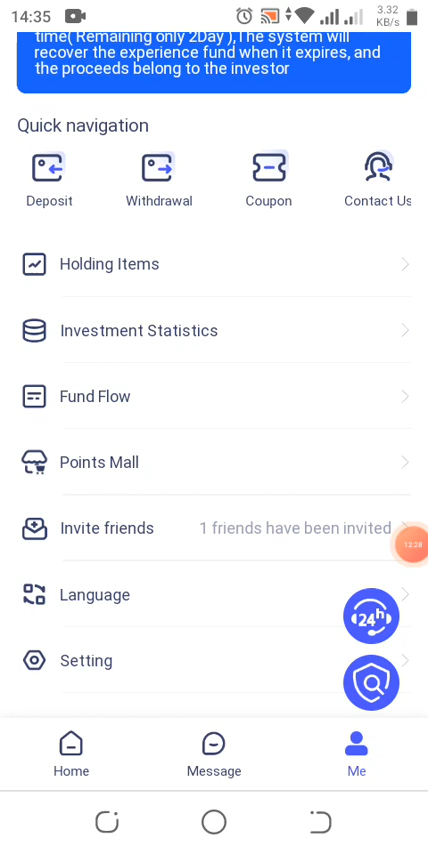 14:35
3.32
KB/s
time( Remaining only 2Day ),The system will
recover the experience fund when it expires, and
the proceeds belong to the investor
Quick navigation
Deposit Withdrawal Coupon Contact Us
Holding Items
Investment Statistics
Fund Flow
Points Mall
Invite friends 1 friends have been invited
13:28
Language
24h
Setting
Home Message Me